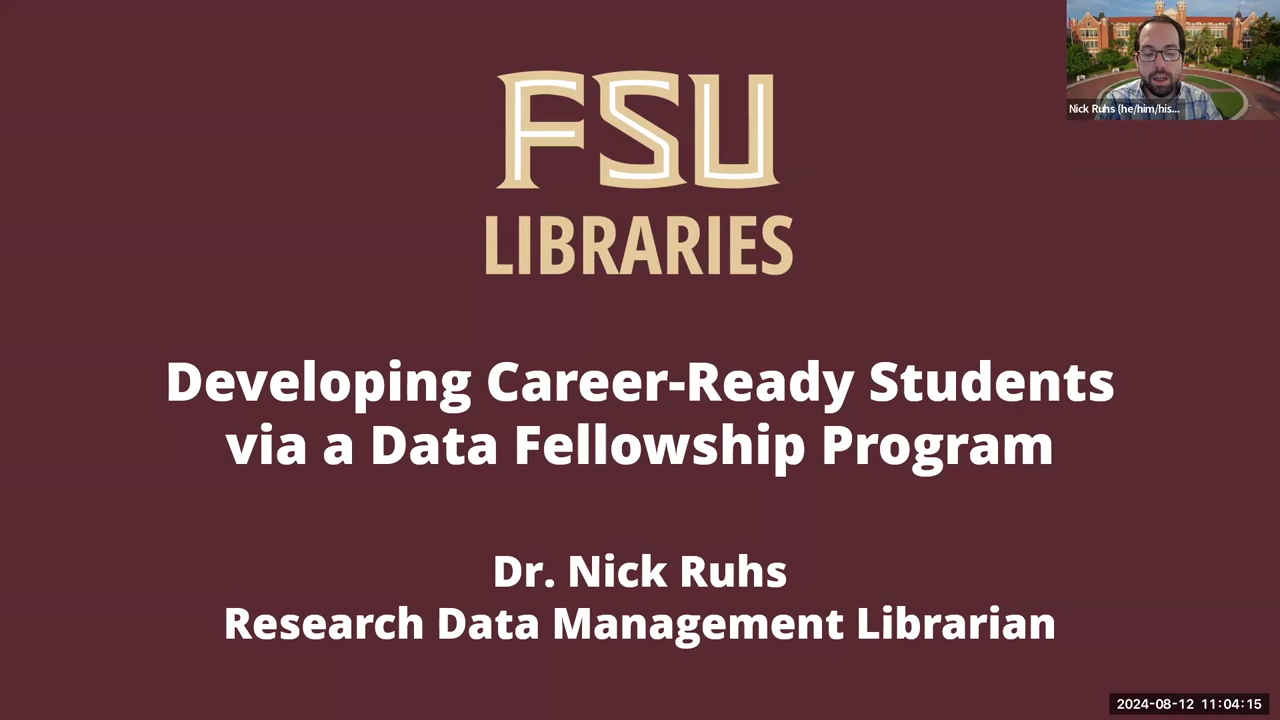 FSU
LIBRARIES
Nick Ruhs (he/him/his...
Developing Career-Ready Students
via a Data Fellowship Program
Dr. Nick Ruhs
Research Data Management Librarian
2024-08-12 11:04:15